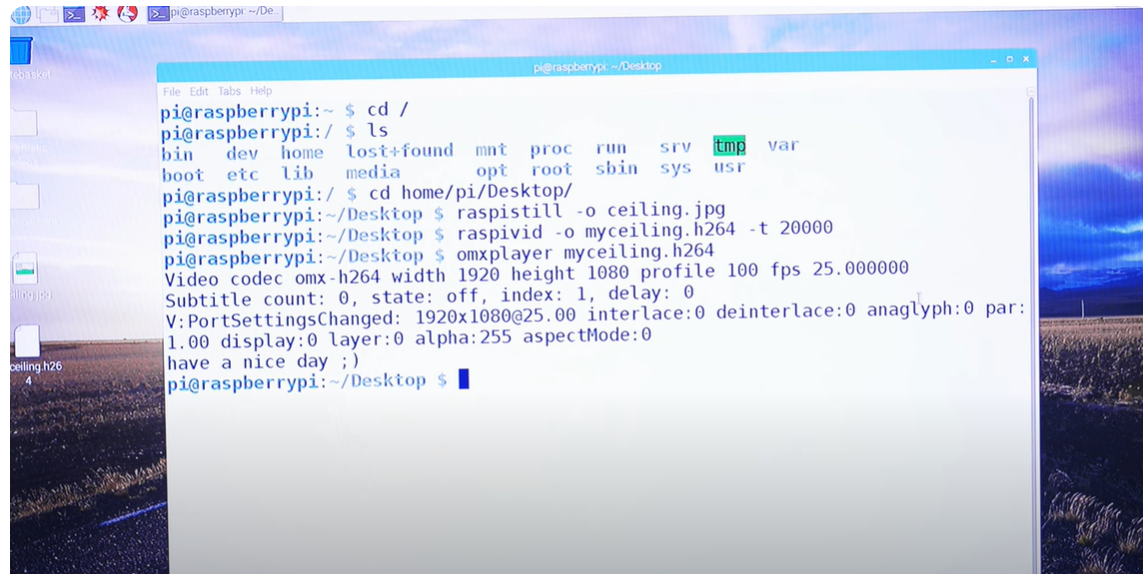 pi@raspberrypi: ~/De...
pi@raspberrypi: ~/Desktop
File Edit Tabs Help
pi@raspberrypi:~ $ cd /
pi@raspberrypi:/ $ ls
bin dev home lost+found mnt proc run srv tmp var
boot etc lib media opt root sbin sys usr
pi@raspberrypi:/ $ cd home/pi/Desktop/
pi@raspberrypi:~/Desktop $ raspistill -o ceiling.jpg
pi@raspberrypi:~/Desktop $ raspivid -o myceiling.h264 -t 20000
pi@raspberrypi:~/Desktop $ omxplayer myceiling.h264
Video codec omx-h264 width 1920 height 1080 profile 100 fps 25.000000
Subtitle count: 0, state: off, index: 1, delay: 0
V:PortSettingsChanged: 1920x1080@25.00 interlace:0 deinterlace:0 anaglyph:0 par:
1.00 display:0 layer:0 alpha:255 aspectMode:0
have a nice day ;)
pi@raspberrypi:~/Desktop $
tebasket
iling.jpg
ceiling.h26
4